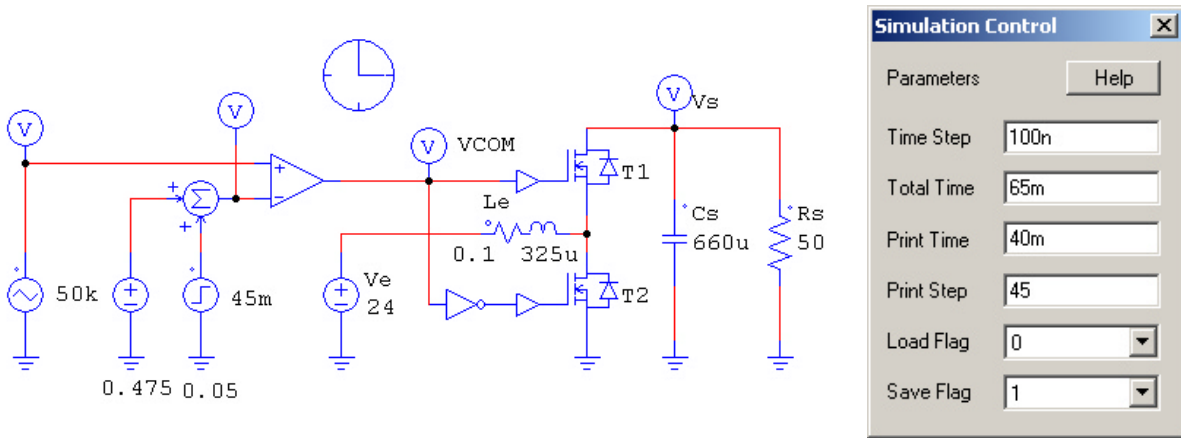 V
V
V
V
Vs
VCOM
+
-
+
Σ
+
T1
Le
0.1 325u
Cs
660u
Rs
50
50k
45m
Ve
24
T2
0.475 0.05
Simulation Control
Parameters
Help
Time Step 100n
Total Time 65m
Print Time 40m
Print Step 45
Load Flag 0
Save Flag 1